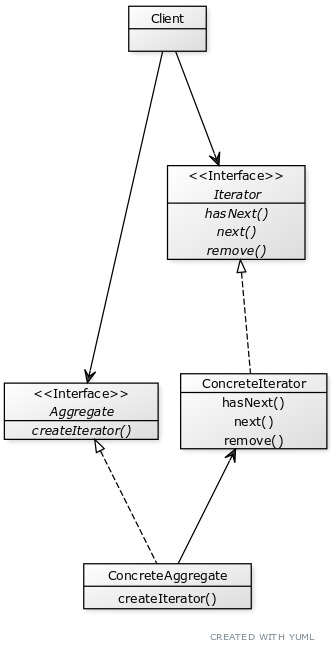 Client
<<Interface>>
Iterator
hasNext()
next()
remove()
<<Interface>>
Aggregate
createIterator()
ConcreteIterator
hasNext()
next()
remove()
ConcreteAggregate
createIterator()
CREATED WITH YUML